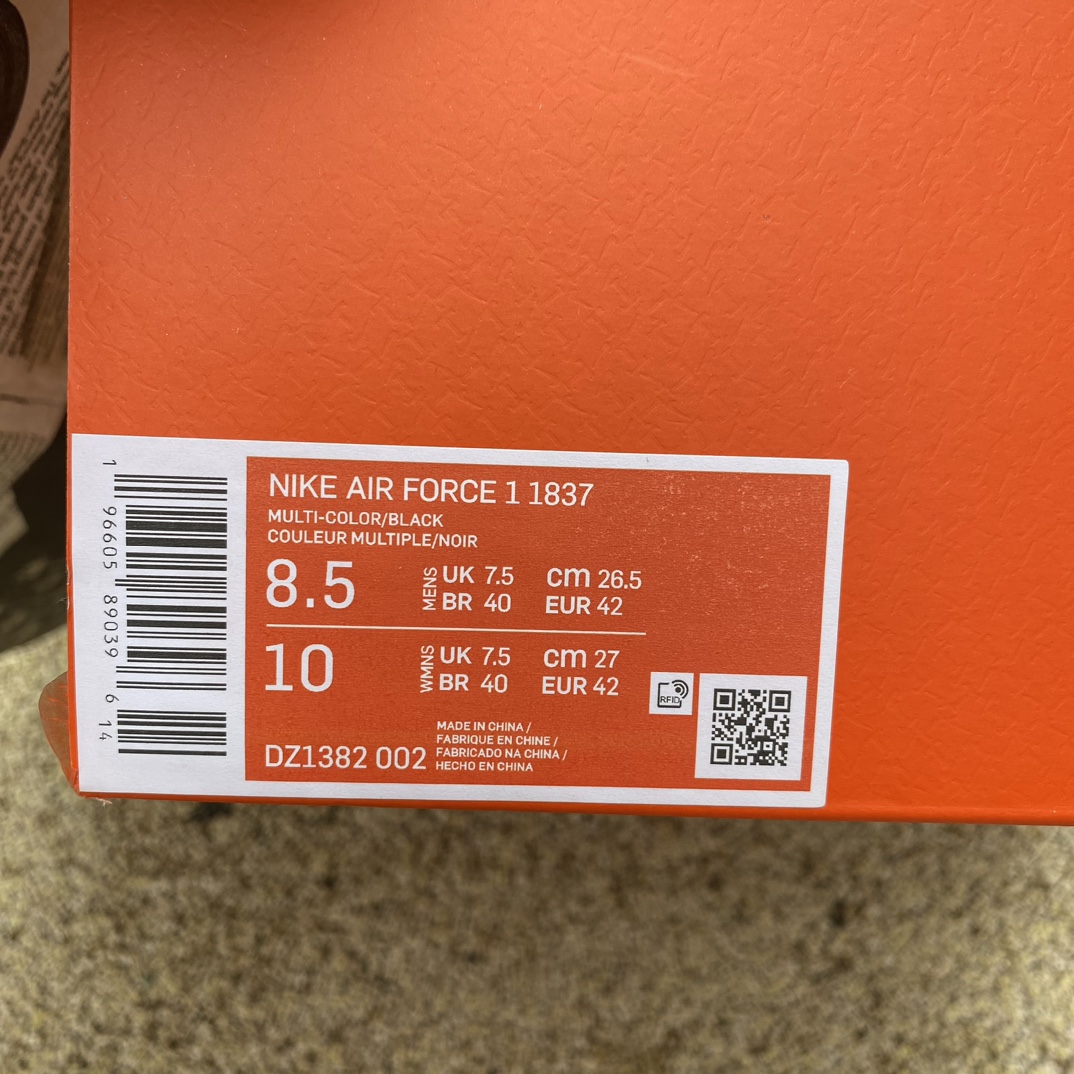 NIKE AIR FORCE 1 1837
MULTI-COLOR/BLACK
COULEUR MULTIPLE/NOIR
8.5 MENS UK 7.5 cm 26.5
BR 40 EUR 42
10 WMNS UK 7.5 cm 27
BR 40 EUR 42
RFID
DZ1382 002
MADE IN CHINA /
FABRIQUE EN CHINE /
FABRICADO NA CHINA /
HECHO EN CHINA
1 96605 89039 6 14